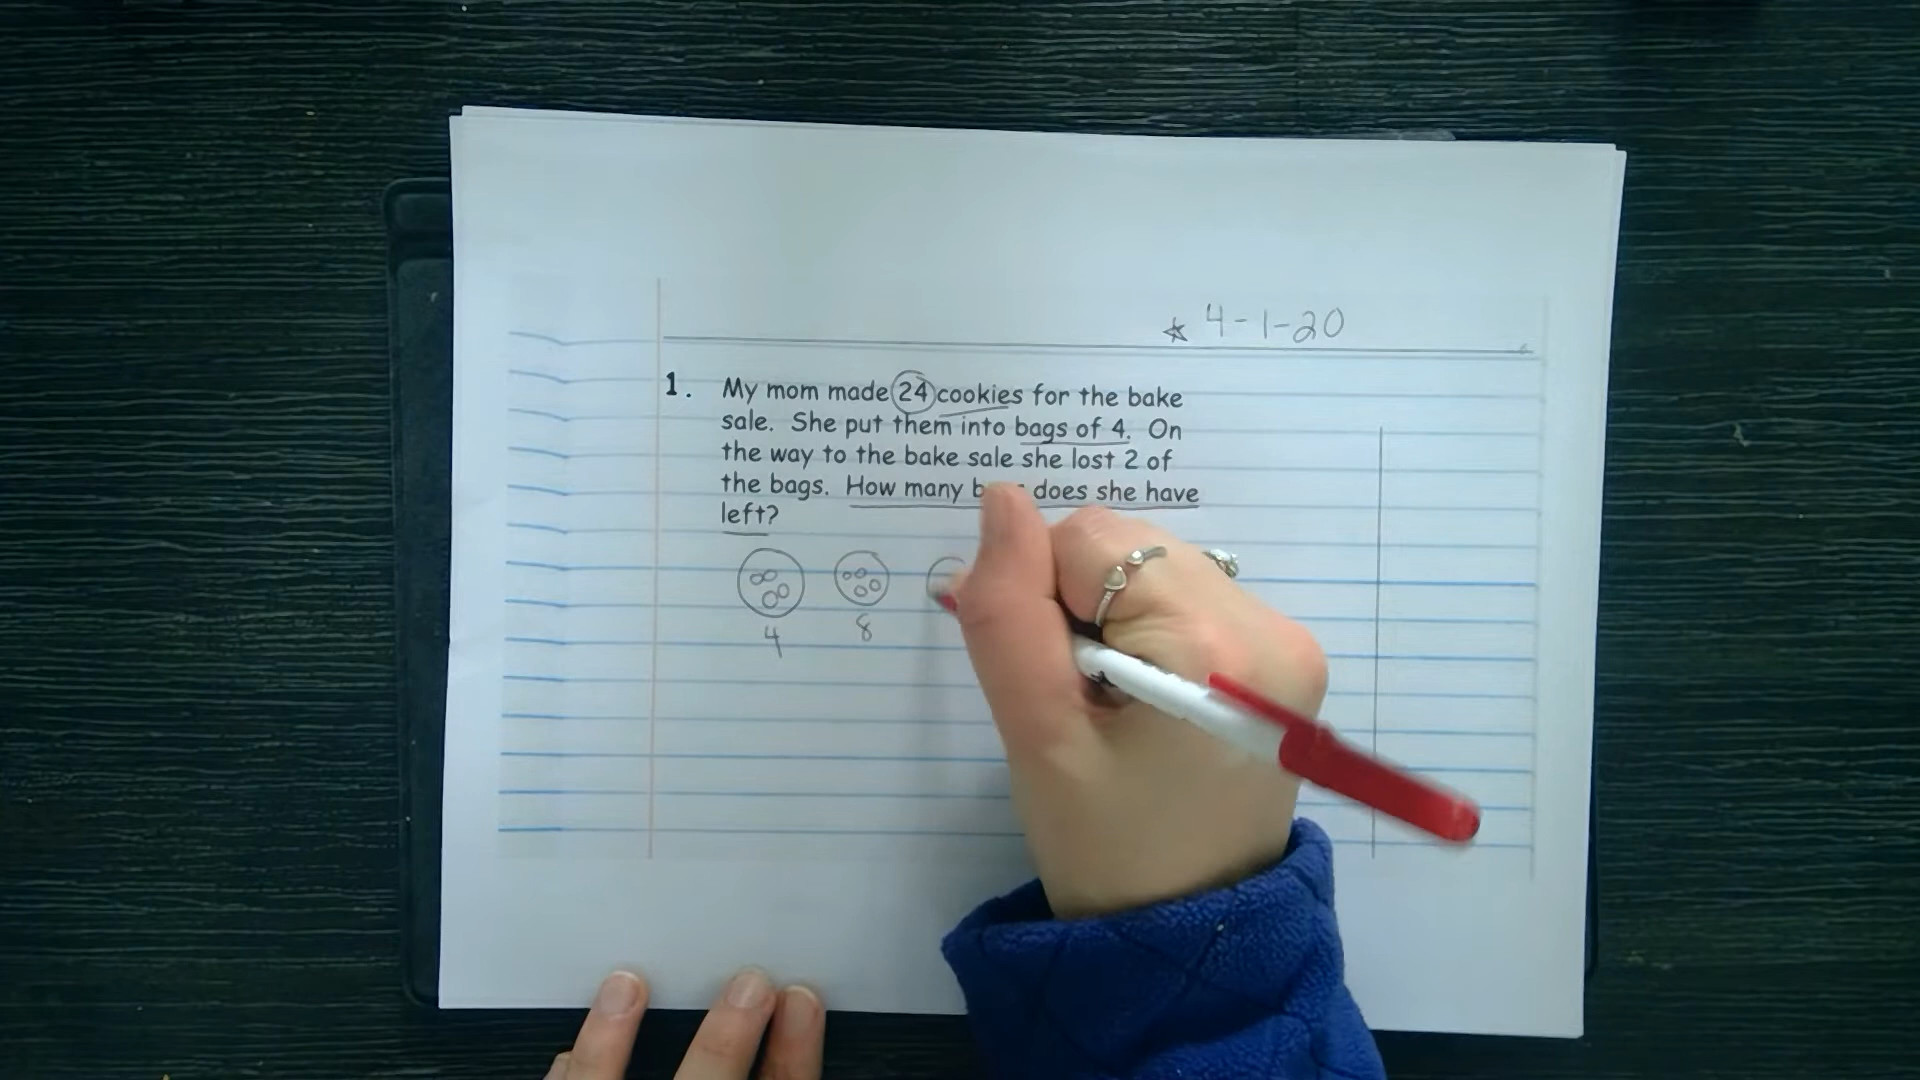 ☆ 4-1-20
1. My mom made 24 cookies for the bake
sale. She put them into bags of 4. On
the way to the bake sale she lost 2 of
the bags. How many does she have
left?
4 8